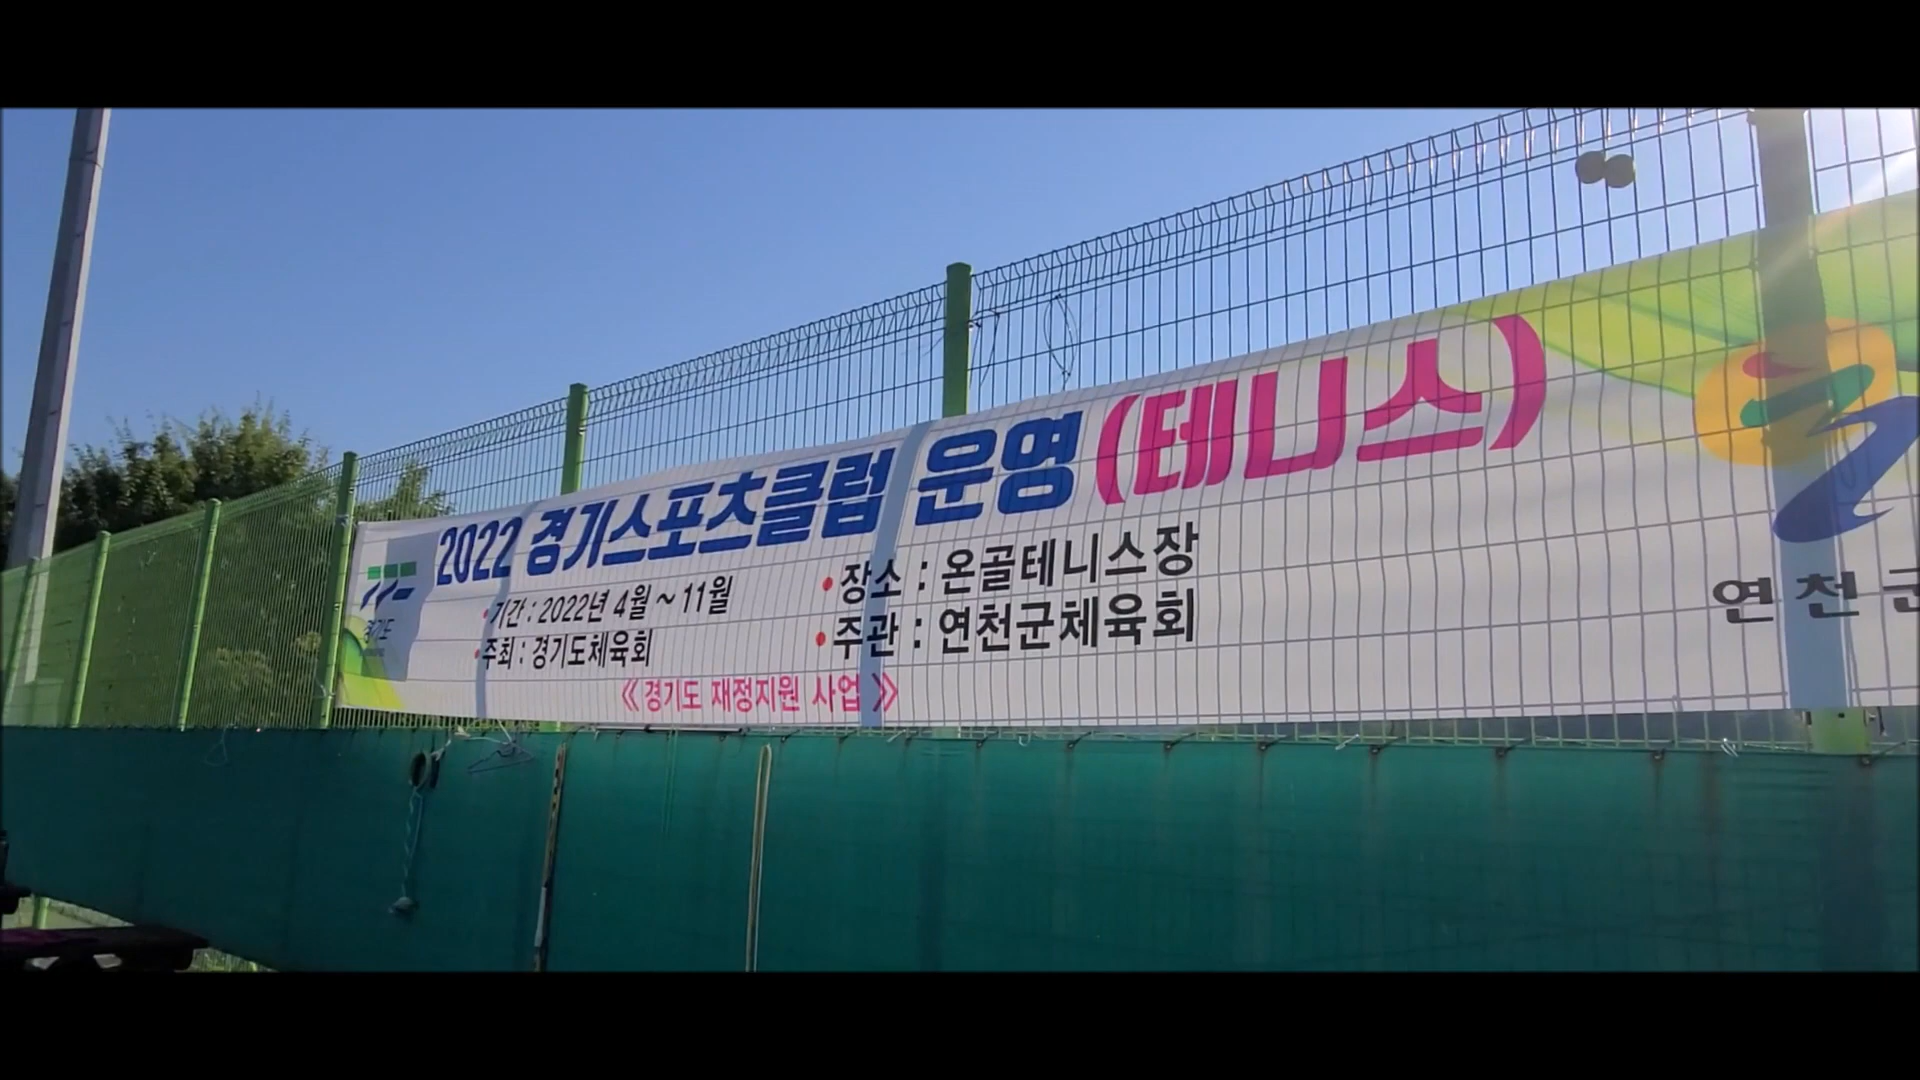 2022 경기스포츠클럽 운영(테니스)
경기도
•기간 : 2022년 4월 ~ 11월
•장소 : 온골테니스장
•주최 : 경기도체육회
•주관 : 연천군체육회
《 경기도 재정지원 사업 》
연천군